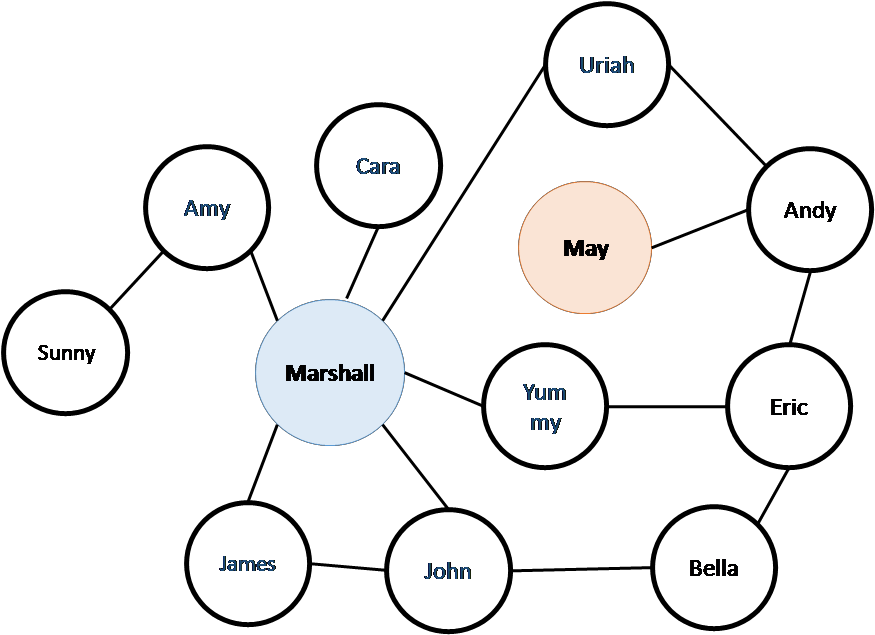 Uriah
Cara
Amy
Andy
May
Sunny
Marshall
Yum
my
Eric
James
John
Bella